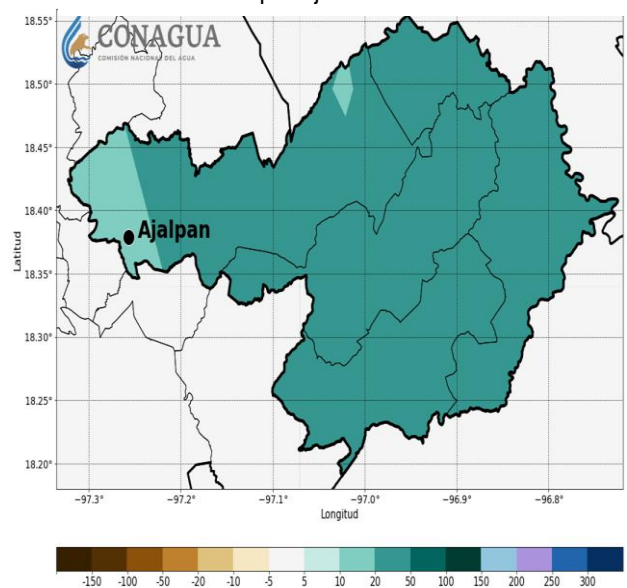 CONAGUA
COMISIÓN NACIONAL DEL AGUA
18.55°
18.50°
18.45°
18.40°
18.35°
18.30°
18.25°
18.20°
Latitud
Ajalpan
−97.3° −97.2° −97.1° −97.0° −96.9° −96.8°
Longitud
-150 -100 -50 -20 -10 -5 5 10 20 50 100 150 200 250 300